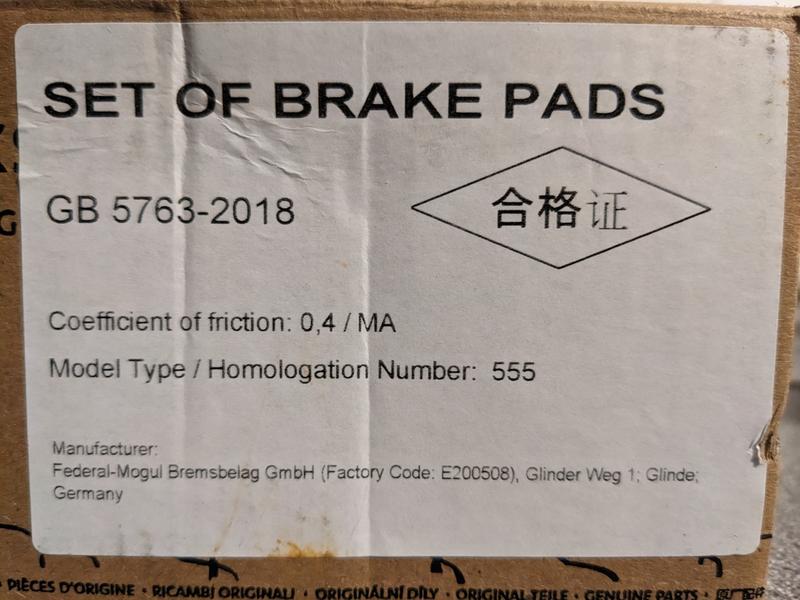 SET OF BRAKE PADS
GB 5763-2018
合格证
Coefficient of friction: 0,4 / MA
Model Type / Homologation Number: 555
Manufacturer:
Federal-Mogul Bremsbelag GmbH (Factory Code: E200508), Glinder Weg 1; Glinde;
Germany
PIÈCES D'ORIGINE · RICAMBI ORIGINALI · ORIGINÁLNÍ DÍLY · ORIGINAL TEILE · GENUINE PARTS ·